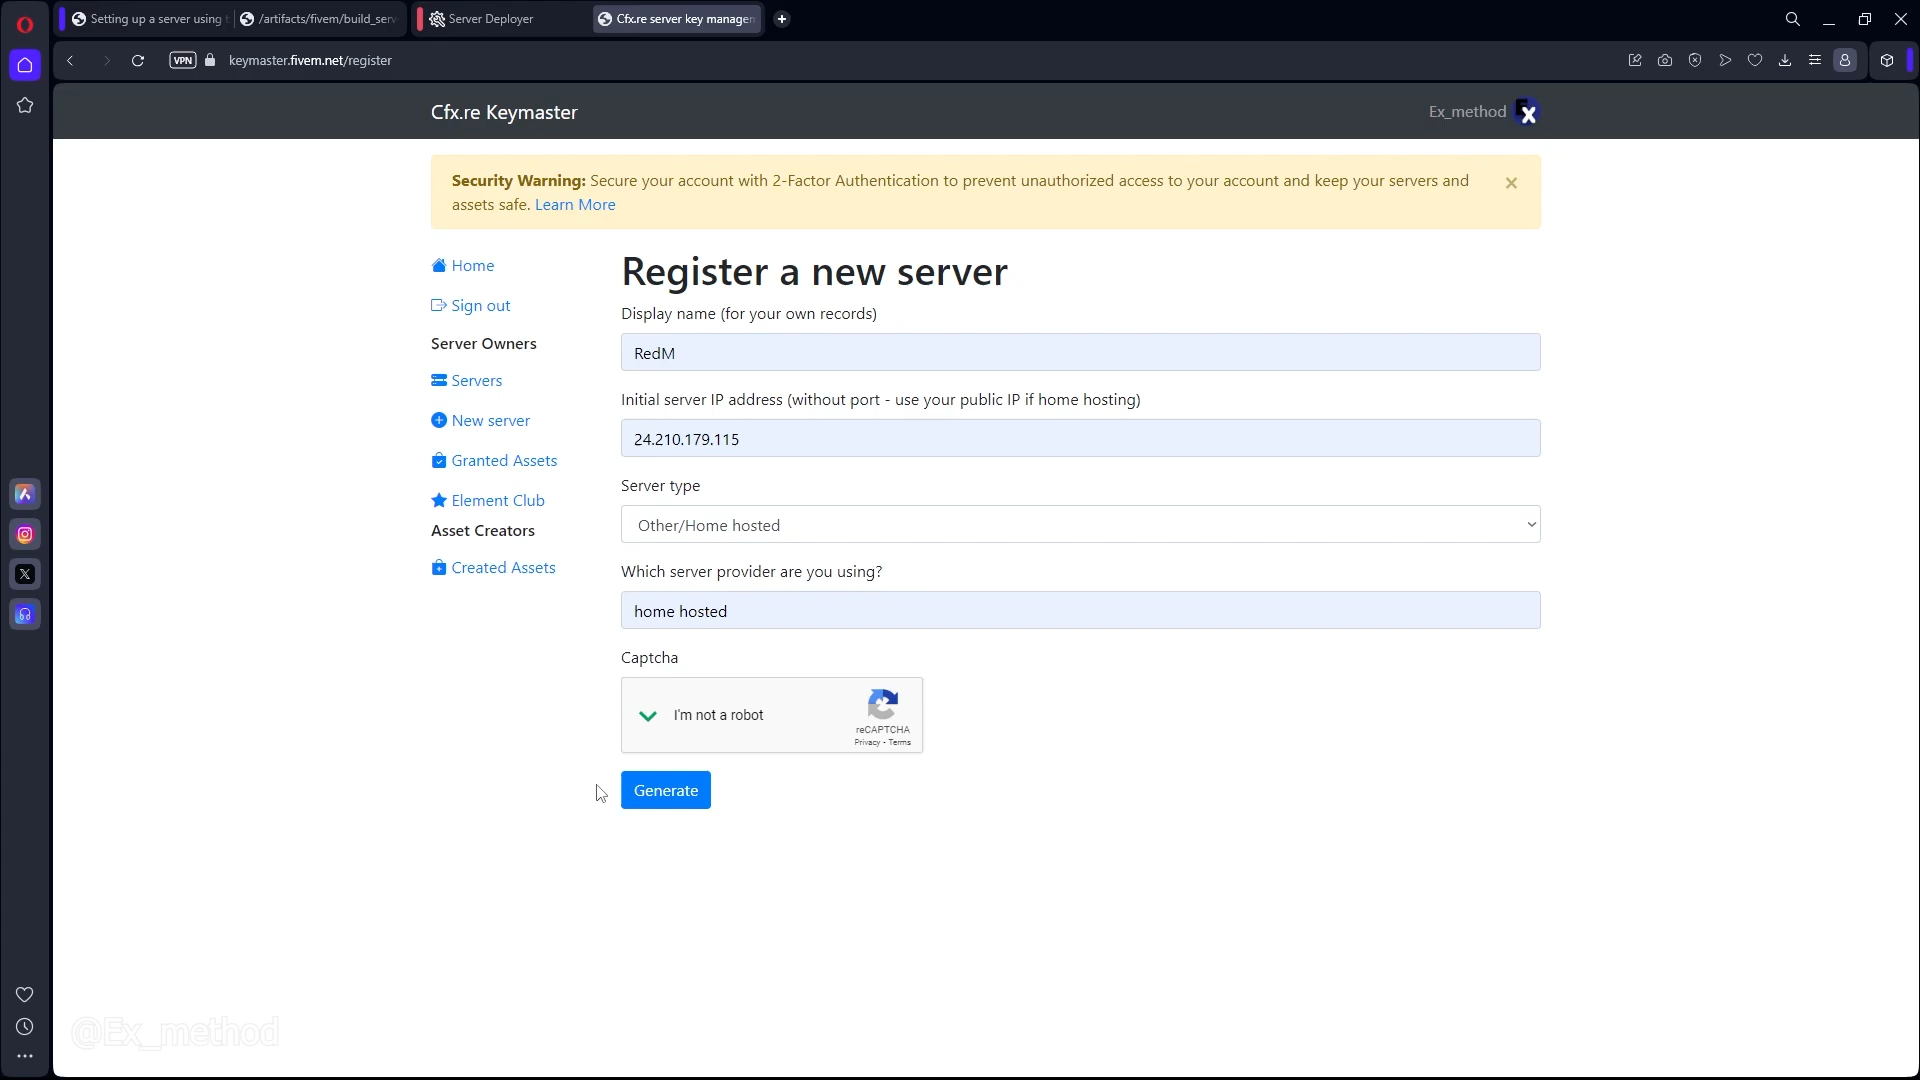 Setting up a server using
/artifacts/fivem/build_serv
Server Deployer
Cfx.re server key managem
VPN
keymaster.fivem.net/register
Cfx.re Keymaster
Ex_method
Security Warning: Secure your account with 2-Factor Authentication to prevent unauthorized access to your account and keep your servers and
assets safe. Learn More
Home
Sign out
Server Owners
Servers
New server
Granted Assets
Element Club
Asset Creators
Created Assets
Register a new server
Display name (for your own records)
RedM
Initial server IP address (without port - use your public IP if home hosting)
24.210.179.115
Server type
Other/Home hosted
Which server provider are you using?
home hosted
Captcha
I'm not a robot
reCAPTCHA
Privacy - Terms
Generate
@Ex_method